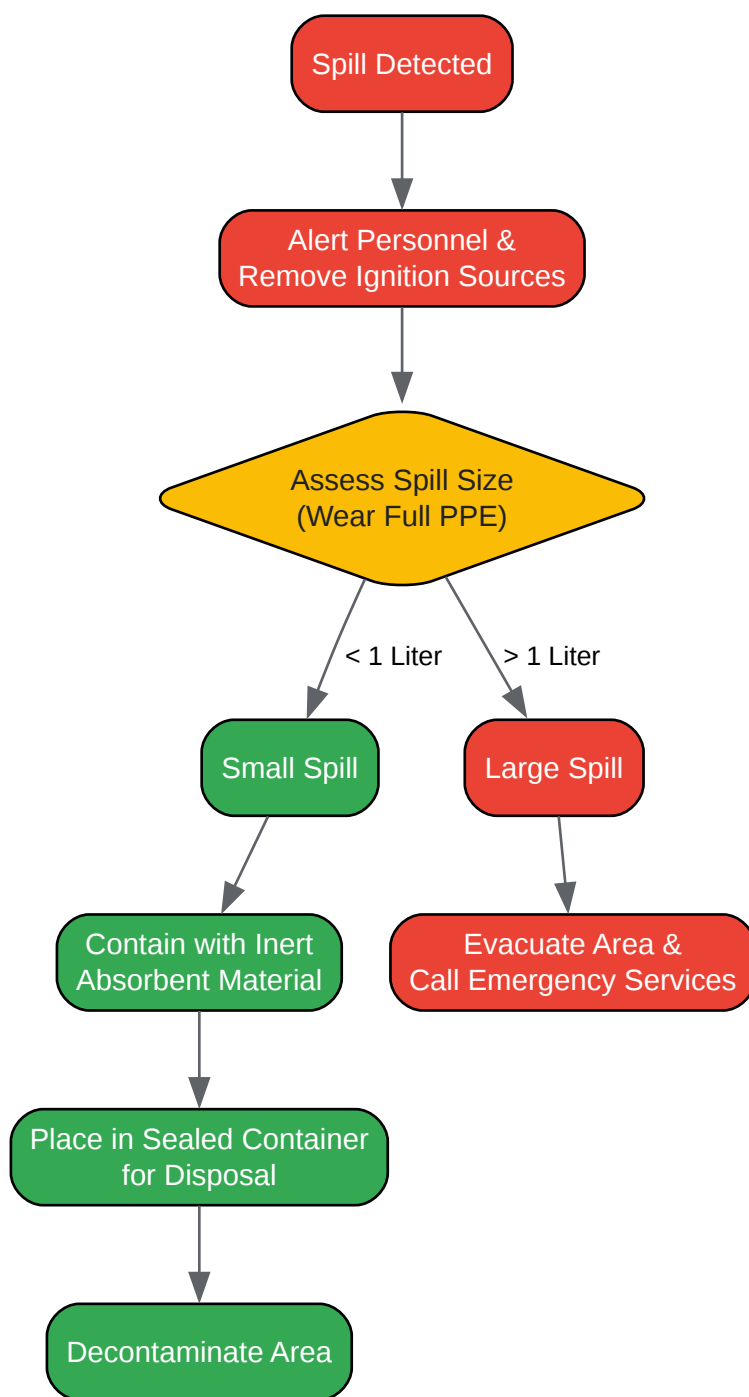 Spill Detected
Alert Personnel &
Remove Ignition Sources
Assess Spill Size
(Wear Full PPE)
< 1 Liter
> 1 Liter
Small Spill
Large Spill
Contain with Inert
Absorbent Material
Evacuate Area &
Call Emergency Services
Place in Sealed Container
for Disposal
Decontaminate Area